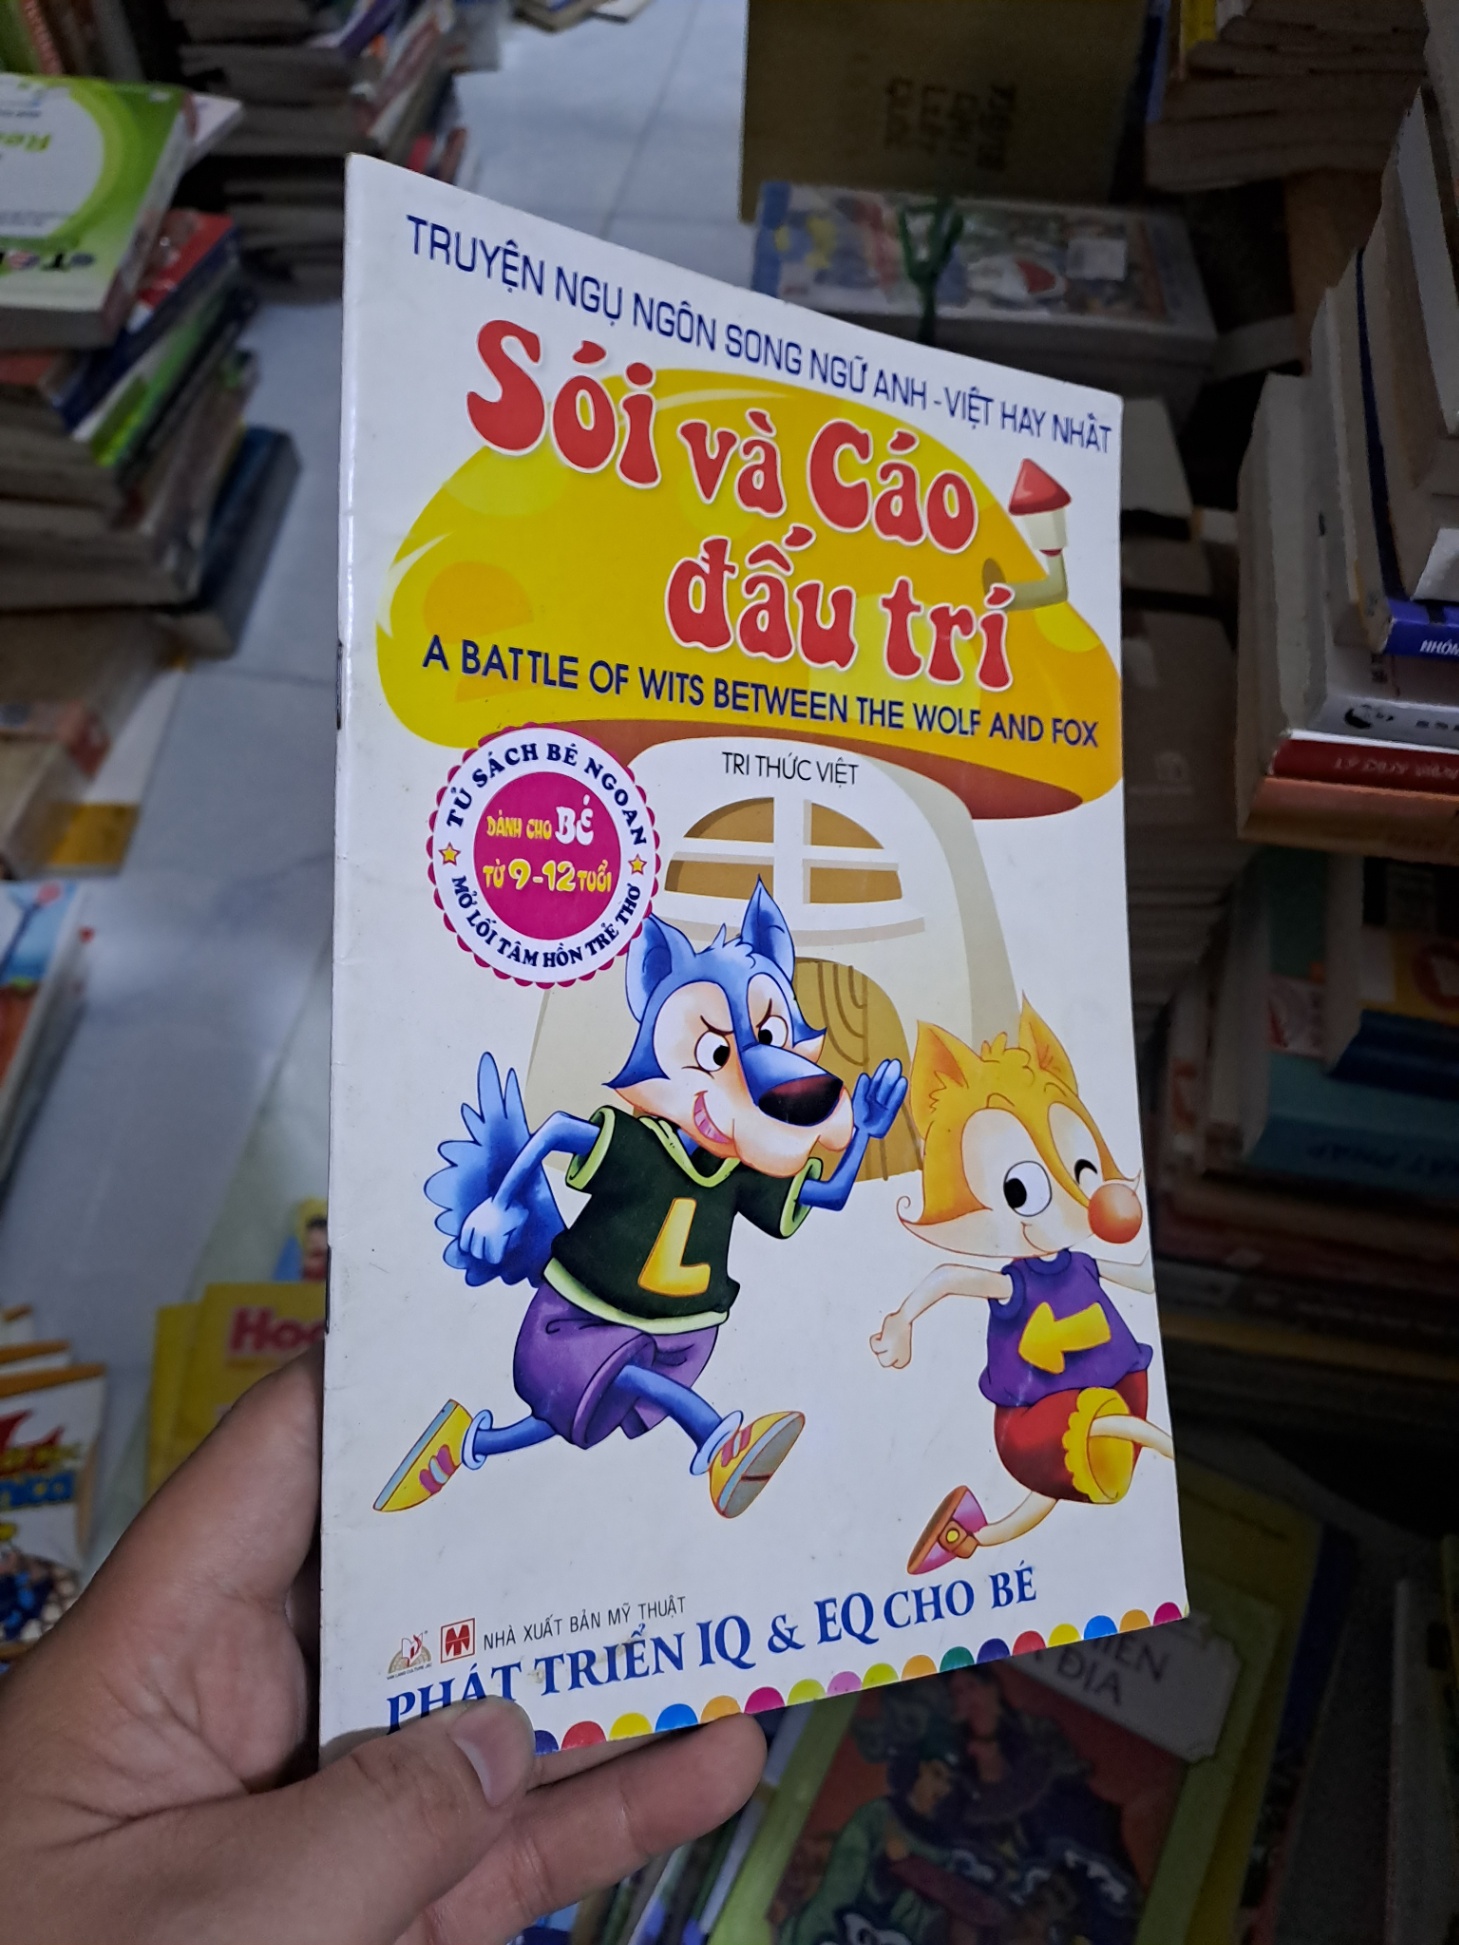 TRUYỆN NGỤ NGÔN SONG NGỮ ANH - VIỆT HAY NHẤT
Sói và Cáo
đấu trí
A BATTLE OF WITS BETWEEN THE WOLF AND FOX
TRI THỨC VIỆT
TỦ SÁCH BÉ NGOAN
DÀNH CHO BÉ
TỪ 9-12 TUỔI
MỞ LỐI TÂM HỒN TRẺ THƠ
L
NHÀ XUẤT BẢN MỸ THUẬT
PHÁT TRIỂN IQ & EQ CHO BÉ